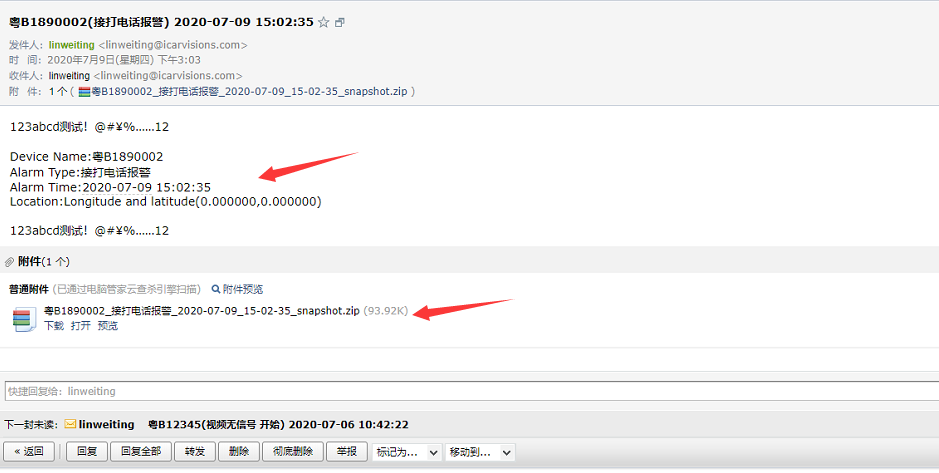 粤B1890002(接打电话报警) 2020-07-09 15:02:35
发件人：linweiting <linweiting@icarvisions.com>
时 间：2020年7月9日(星期四) 下午3:03
收件人：linweiting <linweiting@icarvisions.com>
附 件：1 个 ( 粤B1890002_接打电话报警_2020-07-09_15-02-35_snapshot.zip )
123abcd测试！@#¥%……12
Device Name:粤B1890002
Alarm Type:接打电话报警
Alarm Time:2020-07-09 15:02:35
Location:Longitude and latitude(0.000000,0.000000)
123abcd测试！@#¥%……12
附件(1 个)
普通附件 (已通过电脑管家云查杀引擎扫描) 附件预览
粤B1890002_接打电话报警_2020-07-09_15-02-35_snapshot.zip (93.92K)
下载 打开 预览
快捷回复给：linweiting
下一封未读：linweiting 粤B12345(视频无信号 开始) 2020-07-06 10:42:22
« 返回 回复 回复全部 转发 删除 彻底删除 举报 标记为... 移动到...